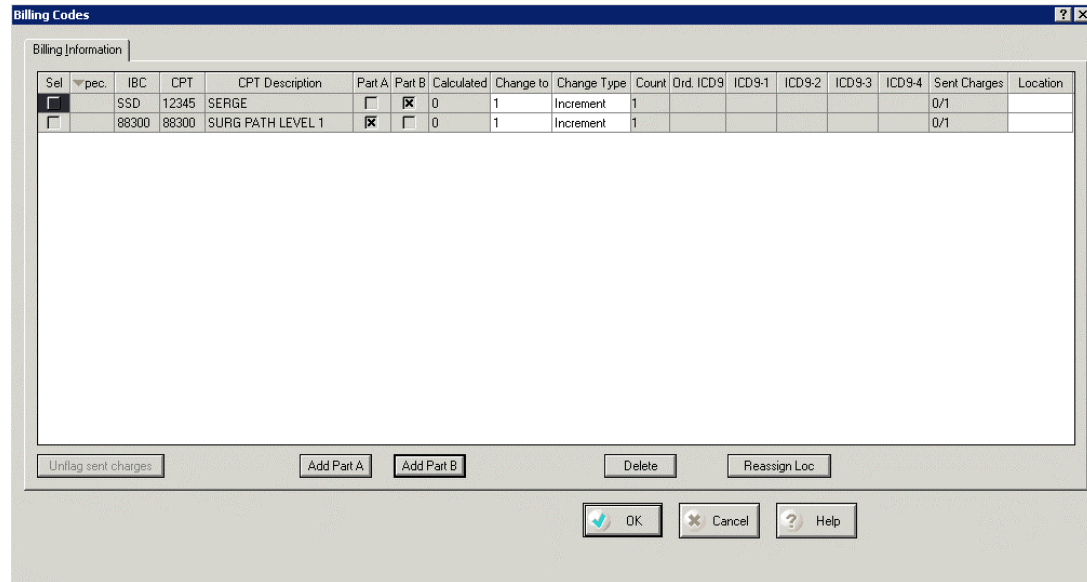 Billing Codes
Billing Information
Sel pec. IBC CPT CPT Description Part A Part B Calculated Change to Change Type Count Ord. ICD9 ICD9-1 ICD9-2 ICD9-3 ICD9-4 Sent Charges Location
SSD 12345 SERGE 0 1 Increment 1 0/1
88300 88300 SURG PATH LEVEL 1 0 1 Increment 1 0/1
Unflag sent charges Add Part A Add Part B Delete Reassign Loc
OK Cancel ? Help